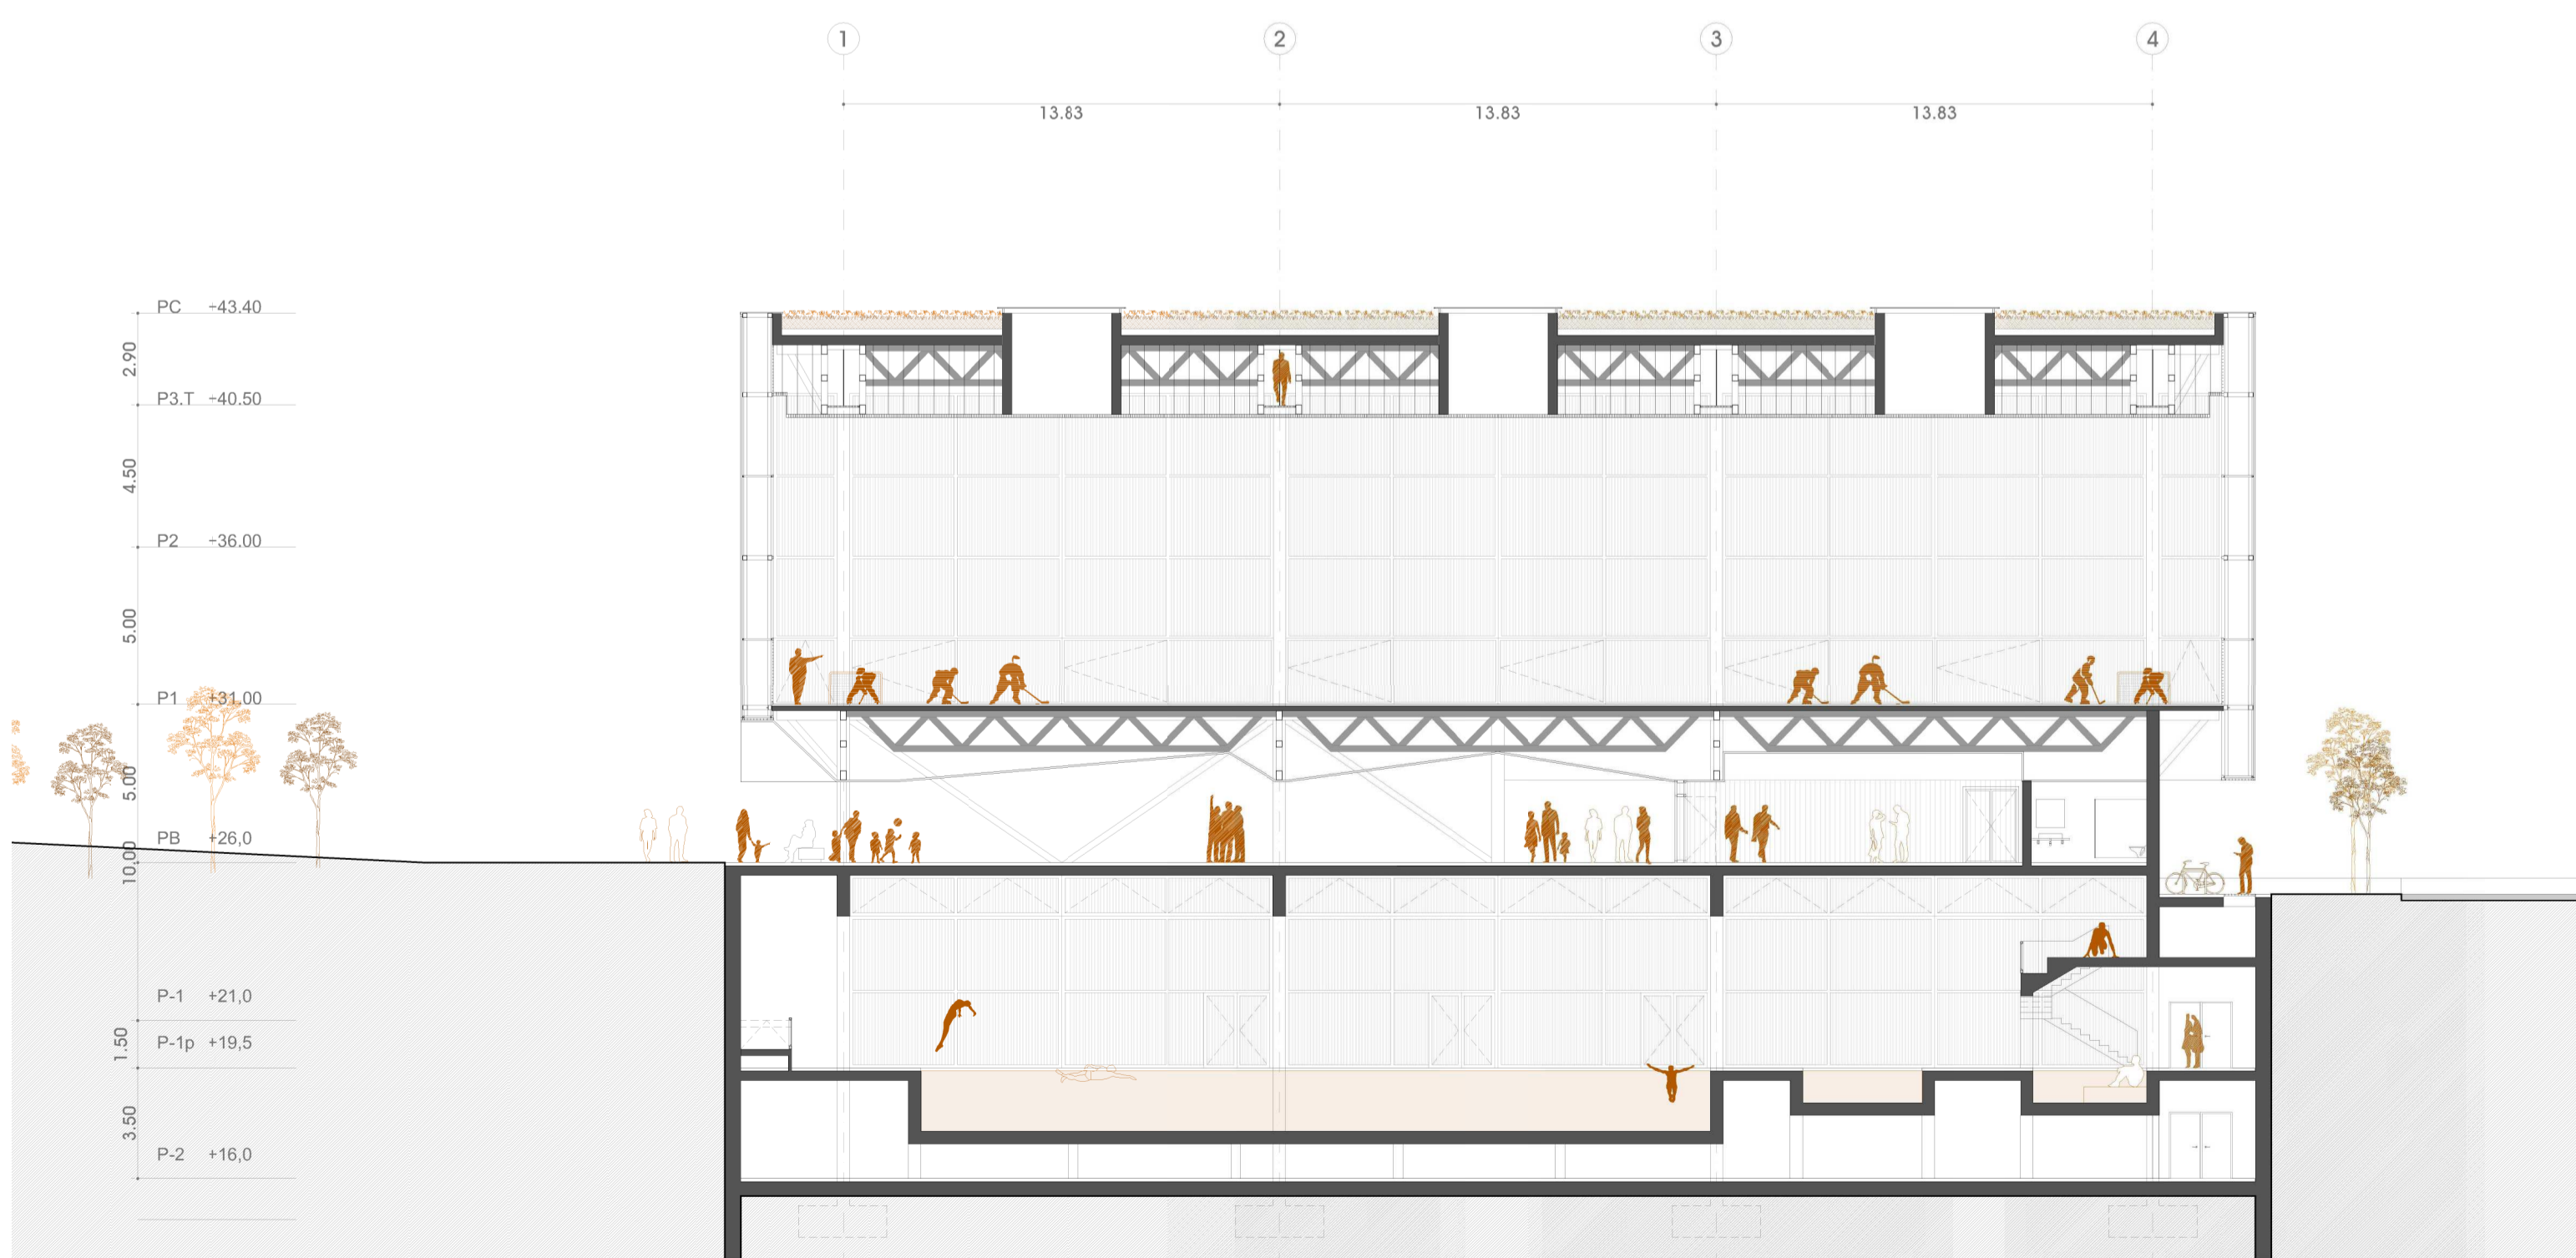 1 2 3 4
13.83 13.83 13.83
PC +43.40
2.90
P3.T +40.50
4.50
P2 +36.00
5.00
P1 +31.00
5.00
PB +26,0
10.00
P-1 +21,0
1.50
P-1p +19,5
3.50
P-2 +16,0